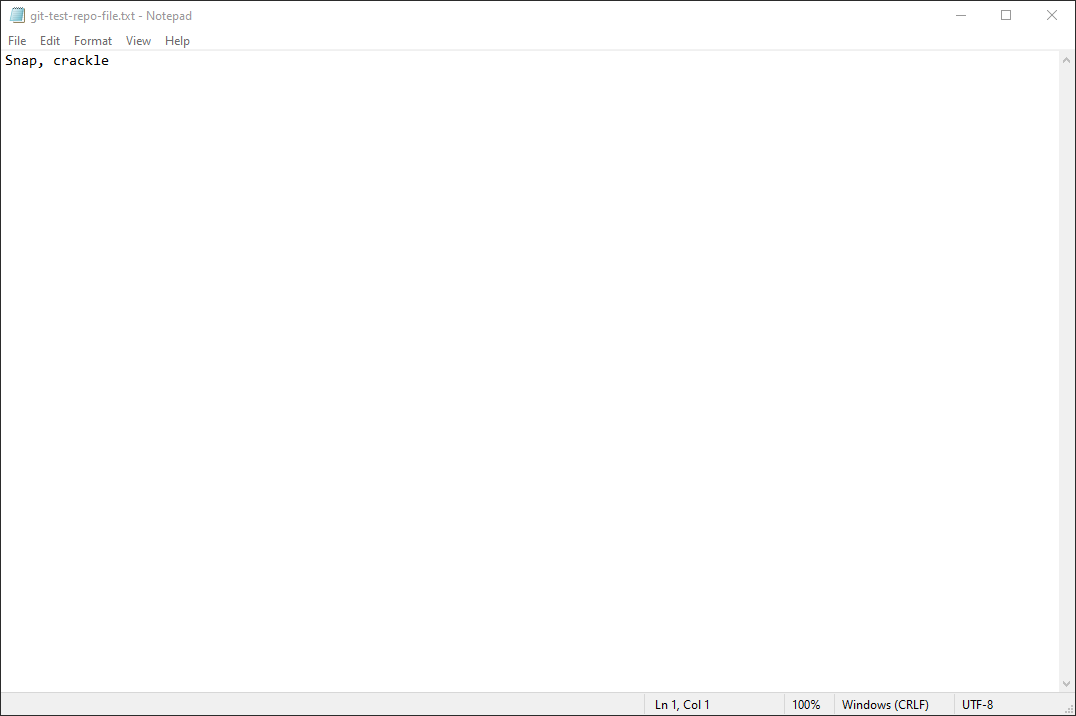 git-test-repo-file.txt - Notepad
File Edit Format View Help
Snap, crackle
Ln 1, Col 1 100% Windows (CRLF) UTF-8